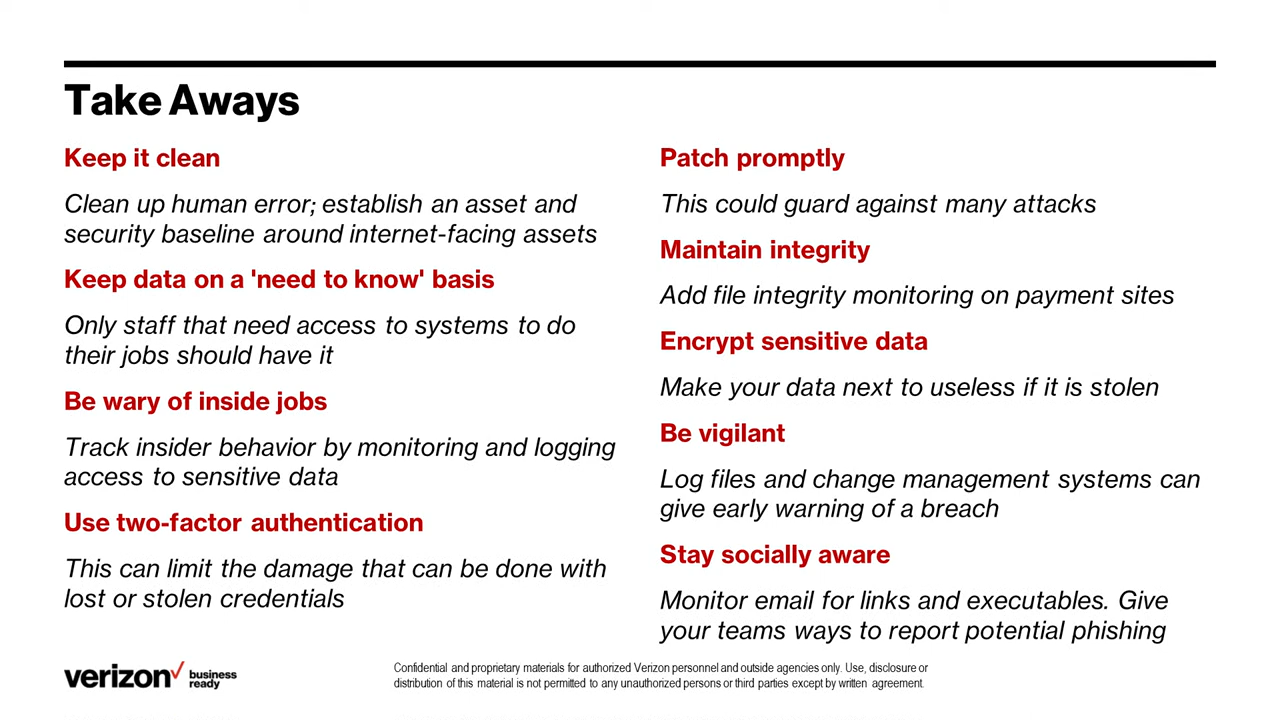 Take Aways
Keep it clean
Clean up human error; establish an asset and
security baseline around internet-facing assets
Keep data on a 'need to know' basis
Only staff that need access to systems to do
their jobs should have it
Be wary of inside jobs
Track insider behavior by monitoring and logging
access to sensitive data
Use two-factor authentication
This can limit the damage that can be done with
lost or stolen credentials
Patch promptly
This could guard against many attacks
Maintain integrity
Add file integrity monitoring on payment sites
Encrypt sensitive data
Make your data next to useless if it is stolen
Be vigilant
Log files and change management systems can
give early warning of a breach
Stay socially aware
Monitor email for links and executables. Give
your teams ways to report potential phishing
verizon business
ready
Confidential and proprietary materials for authorized Verizon personnel and outside agencies only. Use, disclosure or
distribution of this material is not permitted to any unauthorized persons or third parties except by written agreement.